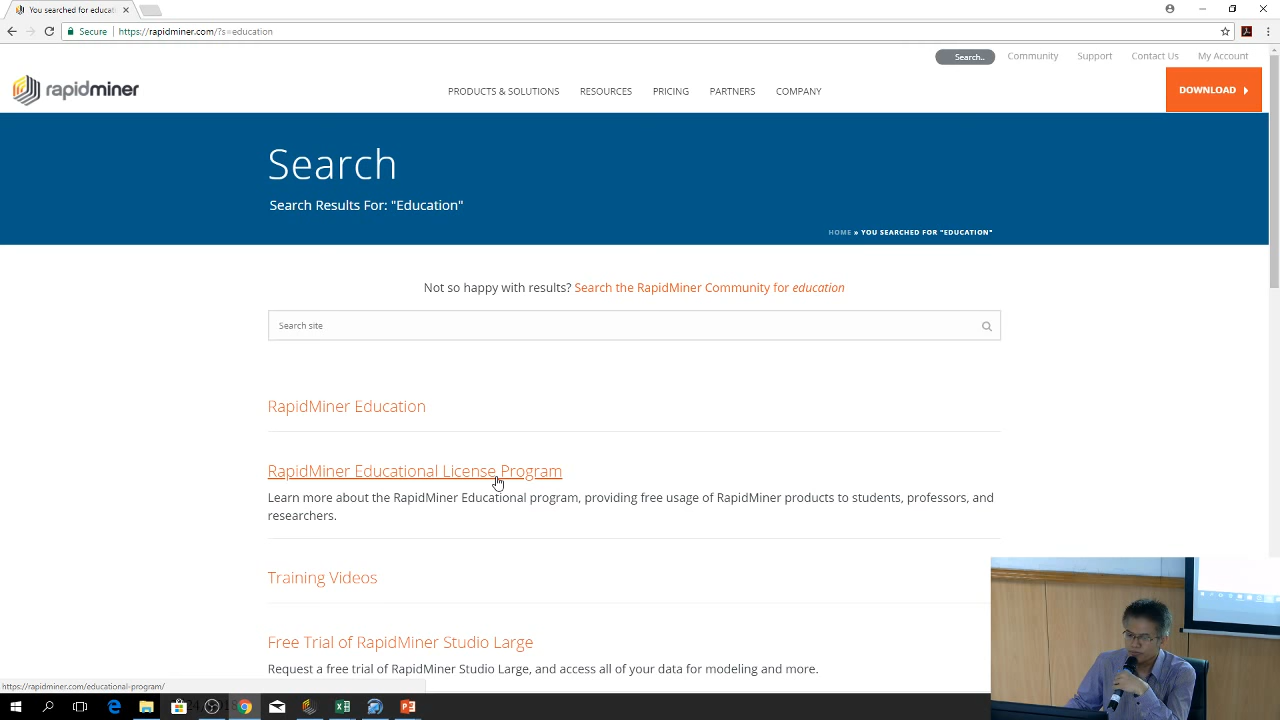 You searched for educati
Secure
https://rapidminer.com/?s=education
Search..
Community
Support
Contact Us
My Account
rapidminer
PRODUCTS & SOLUTIONS
RESOURCES
PRICING
PARTNERS
COMPANY
DOWNLOAD
Search
Search Results For: "Education"
HOME » YOU SEARCHED FOR "EDUCATION"
Not so happy with results? Search the RapidMiner Community for education
Search site
RapidMiner Education
RapidMiner Educational License Program
Learn more about the RapidMiner Educational program, providing free usage of RapidMiner products to students, professors, and
researchers.
Training Videos
Free Trial of RapidMiner Studio Large
Request a free trial of RapidMiner Studio Large, and access all of your data for modeling and more.
https://rapidminer.com/educational-program/